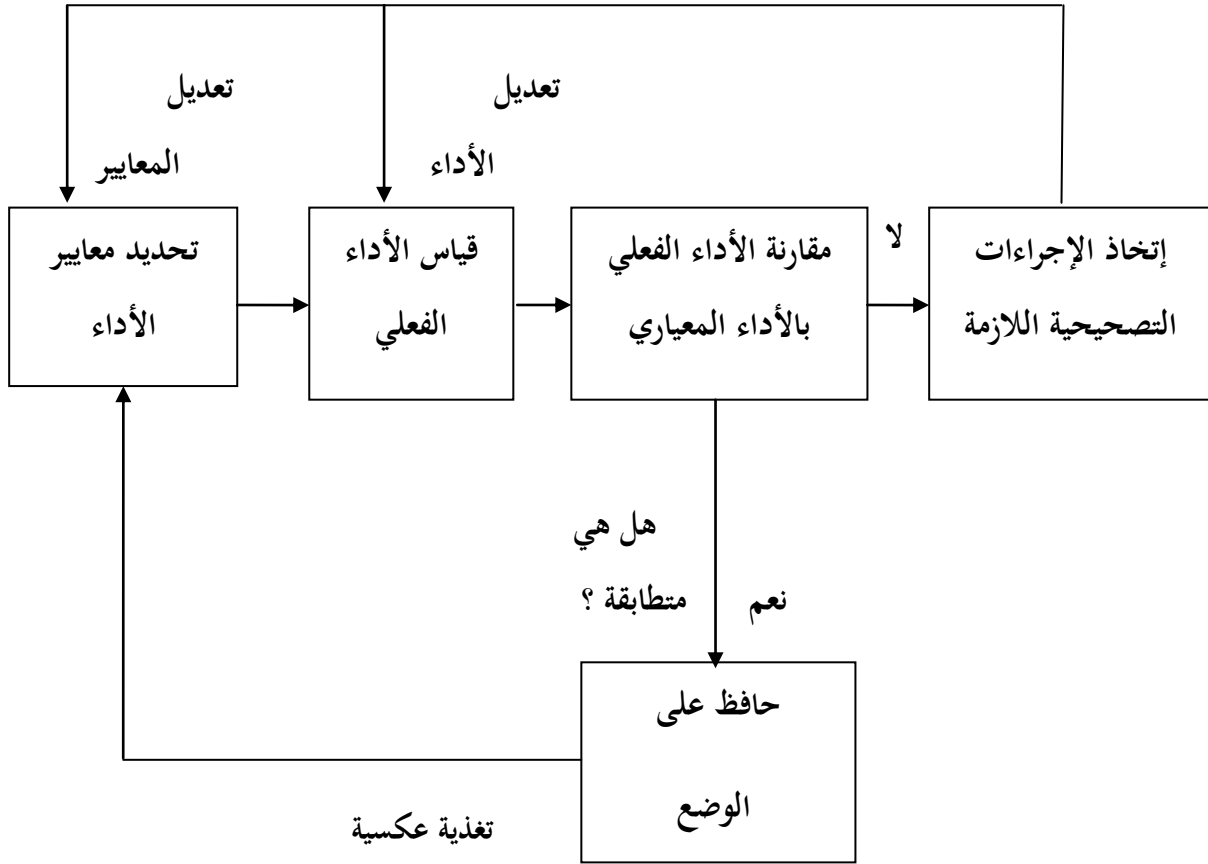 تعديل
المعايير
تعديل
الأداء
تحديد معايير
الأداء
قياس الأداء
الفعلي
مقارنة الأداء الفعلي
بالأداء المعياري
لا
إتخاذ الإجراءات
التصحيحية اللازمة
هل هي
متطابقة ؟
نعم
حافظ على
الوضع
تغذية عكسية